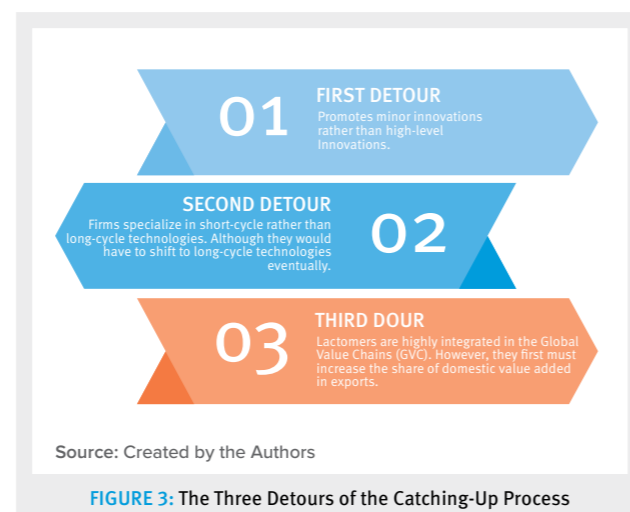 01
FIRST DETOUR
Promotes minor innovations
rather than high-level
Innovations.
SECOND DETOUR
Firms specialize in short-cycle rather than
long-cycle technologies. Although they would
have to shift to long-cycle technologies
eventually.
02
03
THIRD DOUR
Lactomers are highly integrated in the Global
Value Chains (GVC). However, they first must
increase the share of domestic value added
in exports.
Source: Created by the Authors
FIGURE 3: The Three Detours of the Catching-Up Process